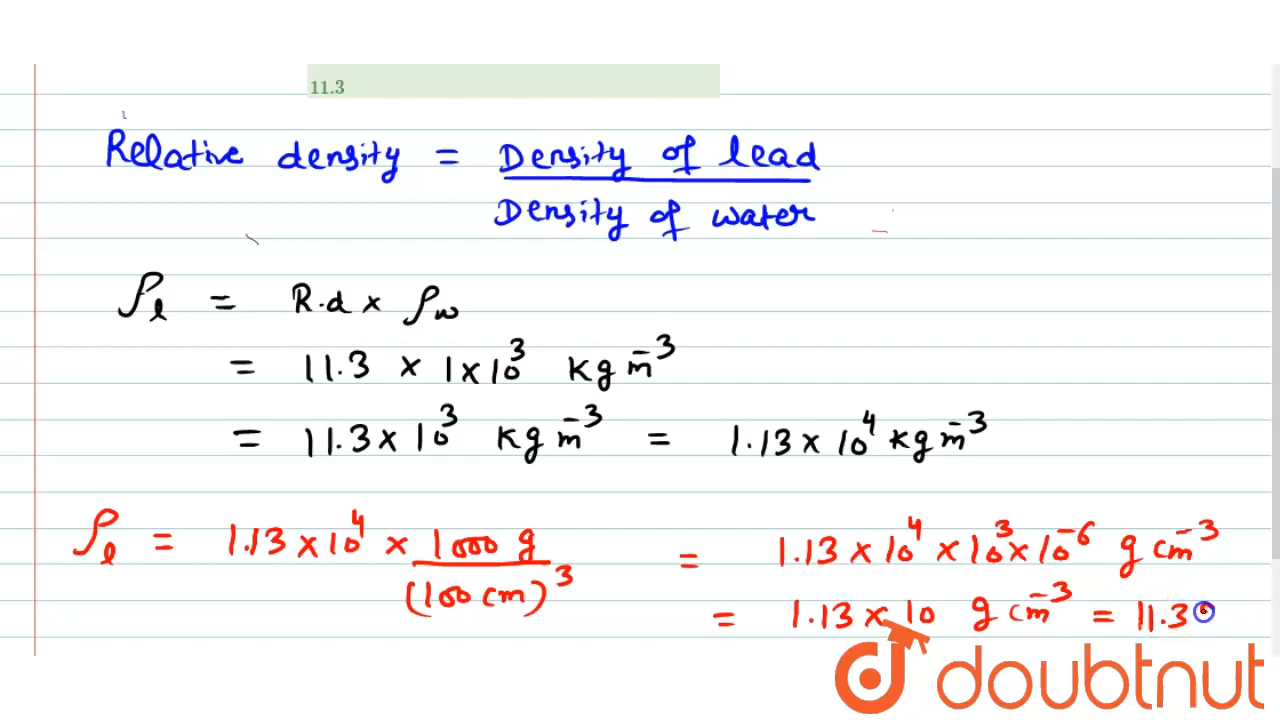 11.3
Relative density = Density of lead / Density of water
ρl = R.d × ρw
= 11.3 × 1×10³ kg m⁻³
= 11.3 × 10³ kg m⁻³ = 1.13 × 10⁴ kg m⁻³
ρl = 1.13 × 10⁴ × 1000 g / (100 cm)³ = 1.13 × 10⁴ × 10³ × 10⁻⁶ g cm⁻³
= 1.13 × 10 g cm⁻³ = 11.3
doubtnut